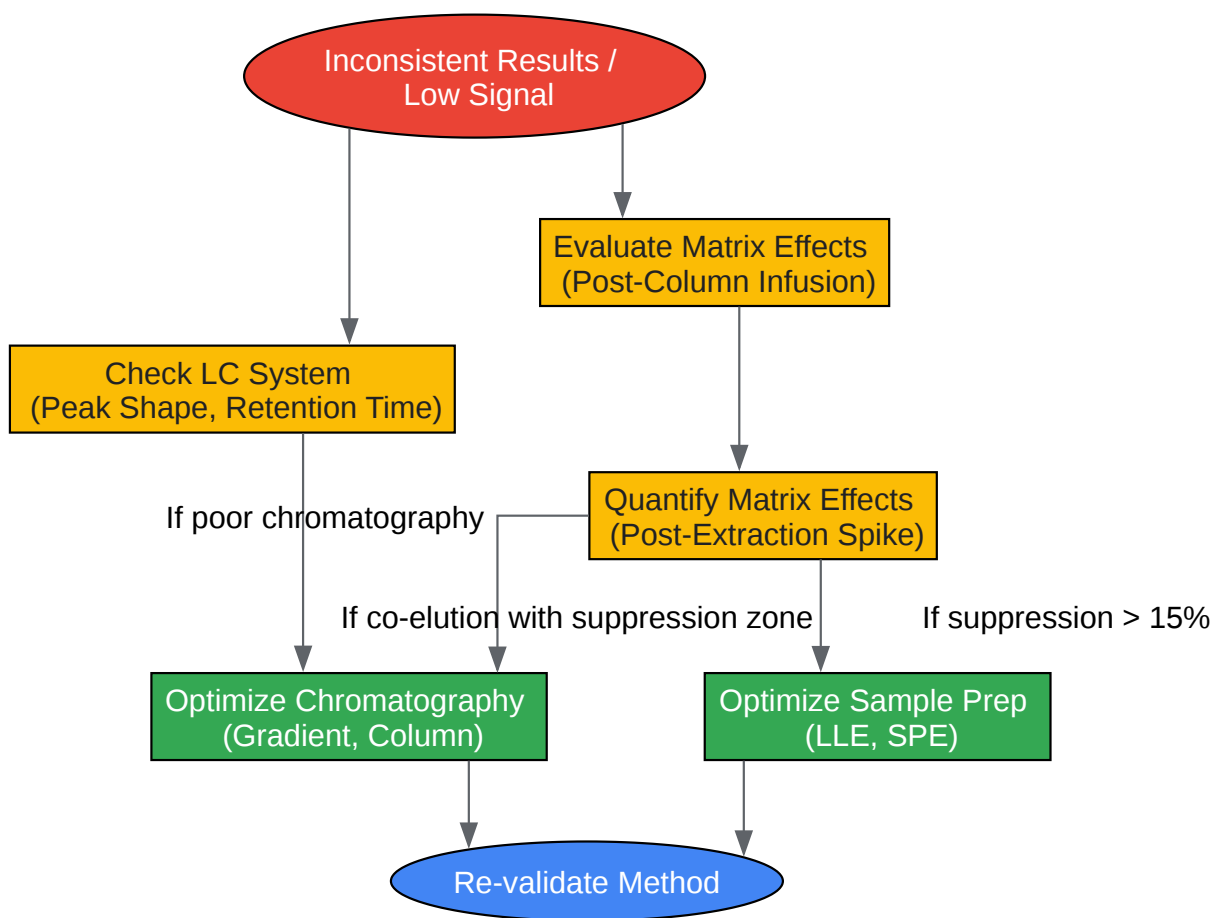 Inconsistent Results /
Low Signal
Evaluate Matrix Effects
(Post-Column Infusion)
Check LC System
(Peak Shape, Retention Time)
Quantify Matrix Effects
(Post-Extraction Spike)
If poor chromatography
If co-elution with suppression zone
If suppression > 15%
Optimize Chromatography
(Gradient, Column)
Optimize Sample Prep
(LLE, SPE)
Re-validate Method